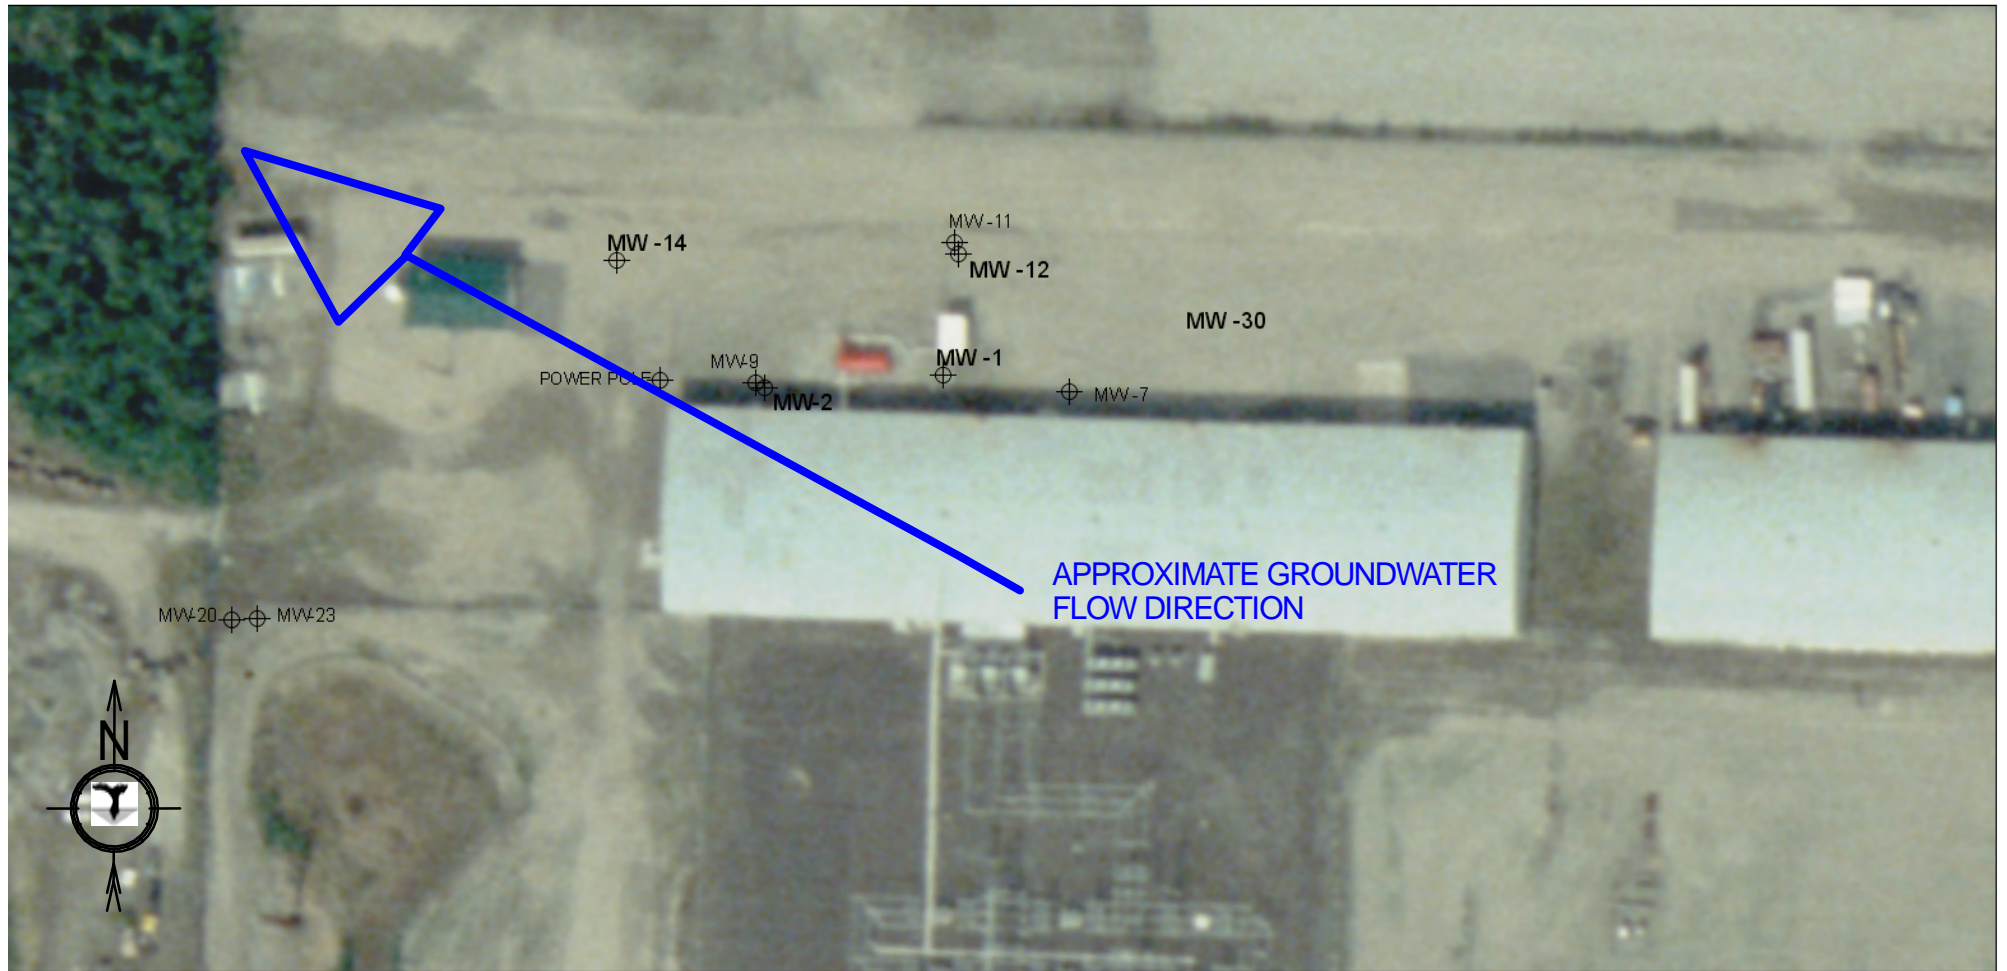 MW-11
MW -14
MW -12
MW -30
MW-9
MW -1
POWER POLE
MW-2
MW-7
APPROXIMATE GROUNDWATER
FLOW DIRECTION
MW-20
MW-23
N